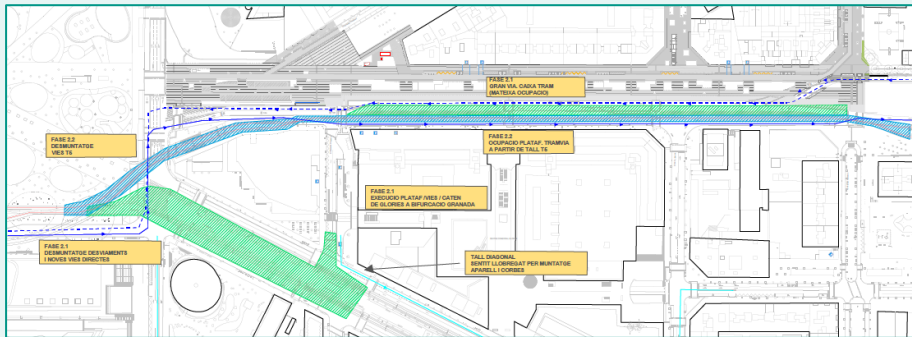 FASE 2.1
GRAN VIA. CAIXA TRAM
(MATEIXA OCUPACIÓ)
FASE 2.2
DESMUNTATGE
VIES T6
FASE 2.2
OCUPACIO PLATAF. TRAMVIA
A PARTIR DE TALL T6
FASE 2.1
EXECUCIÓ PLATAF /VIES / CATEN
DE GLORIES A BIFURCACIO GRANADA
FASE 2.1
DESMUNTATGE DESVIAMENTS
I NOVES VIES DIRECTES
TALL DIAGONAL
SENTIT LLOBREGAT PER MUNTATGE
APARELL I CORBES